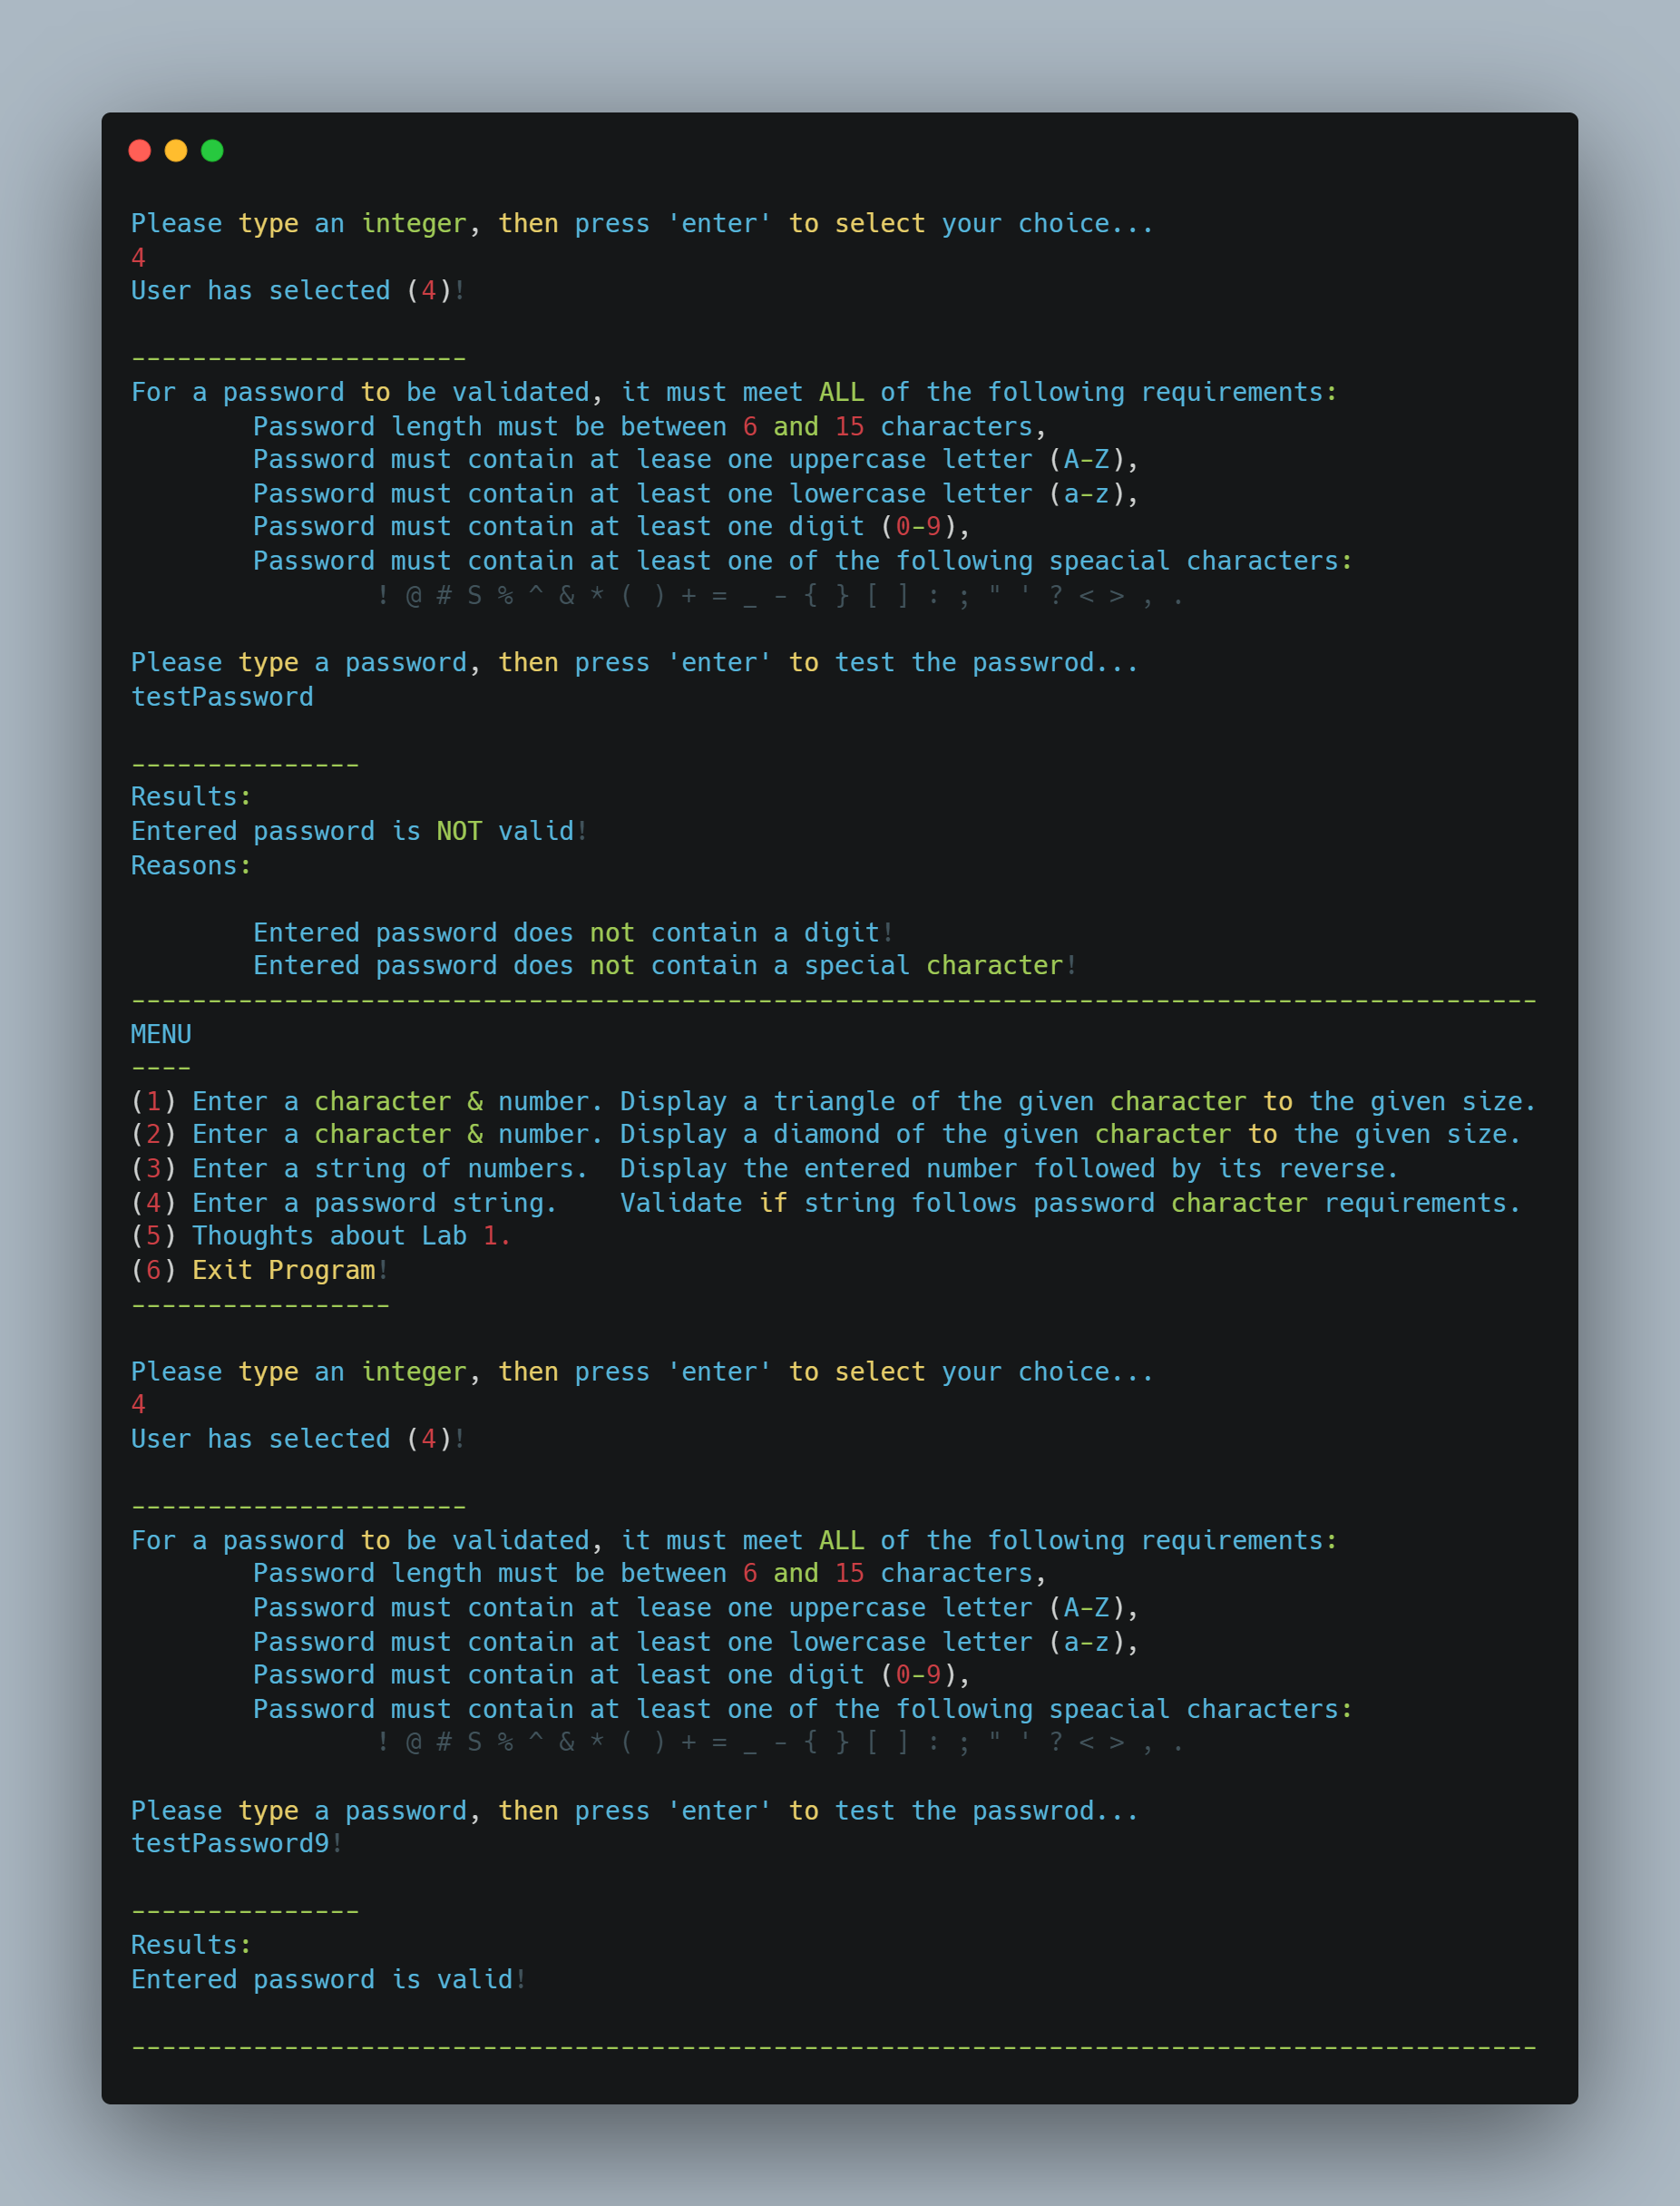 Please type an integer, then press 'enter' to select your choice...
4
User has selected (4)!
----------------------
For a password to be validated, it must meet ALL of the following requirements:
Password length must be between 6 and 15 characters,
Password must contain at lease one uppercase letter (A-Z),
Password must contain at least one lowercase letter (a-z),
Password must contain at least one digit (0-9),
Password must contain at least one of the following speacial characters:
! @ # S % ^ & * ( ) + = _ - { } [ ] : ; " ' ? < > , .
Please type a password, then press 'enter' to test the passwrod...
testPassword
---------------
Results:
Entered password is NOT valid!
Reasons:
Entered password does not contain a digit!
Entered password does not contain a special character!
--------------------------------------------------------------------------------------------
MENU
----
(1) Enter a character & number. Display a triangle of the given character to the given size.
(2) Enter a character & number. Display a diamond of the given character to the given size.
(3) Enter a string of numbers.  Display the entered number followed by its reverse.
(4) Enter a password string.    Validate if string follows password character requirements.
(5) Thoughts about Lab 1.
(6) Exit Program!
-----------------
Please type an integer, then press 'enter' to select your choice...
4
User has selected (4)!
----------------------
For a password to be validated, it must meet ALL of the following requirements:
Password length must be between 6 and 15 characters,
Password must contain at lease one uppercase letter (A-Z),
Password must contain at least one lowercase letter (a-z),
Password must contain at least one digit (0-9),
Password must contain at least one of the following speacial characters:
! @ # S % ^ & * ( ) + = _ - { } [ ] : ; " ' ? < > , .
Please type a password, then press 'enter' to test the passwrod...
testPassword9!
---------------
Results:
Entered password is valid!
--------------------------------------------------------------------------------------------